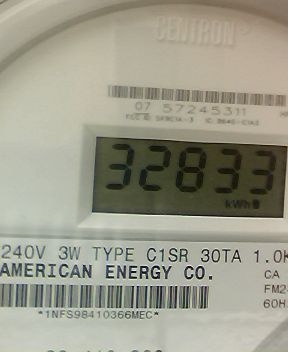 CENTRON®
07 57245311
32833
kWh
240V 3W TYPE C1SR 30TA 1.0K
AMERICAN ENERGY CO.
CA
FM2
60H
*1NFS98410366MEC*